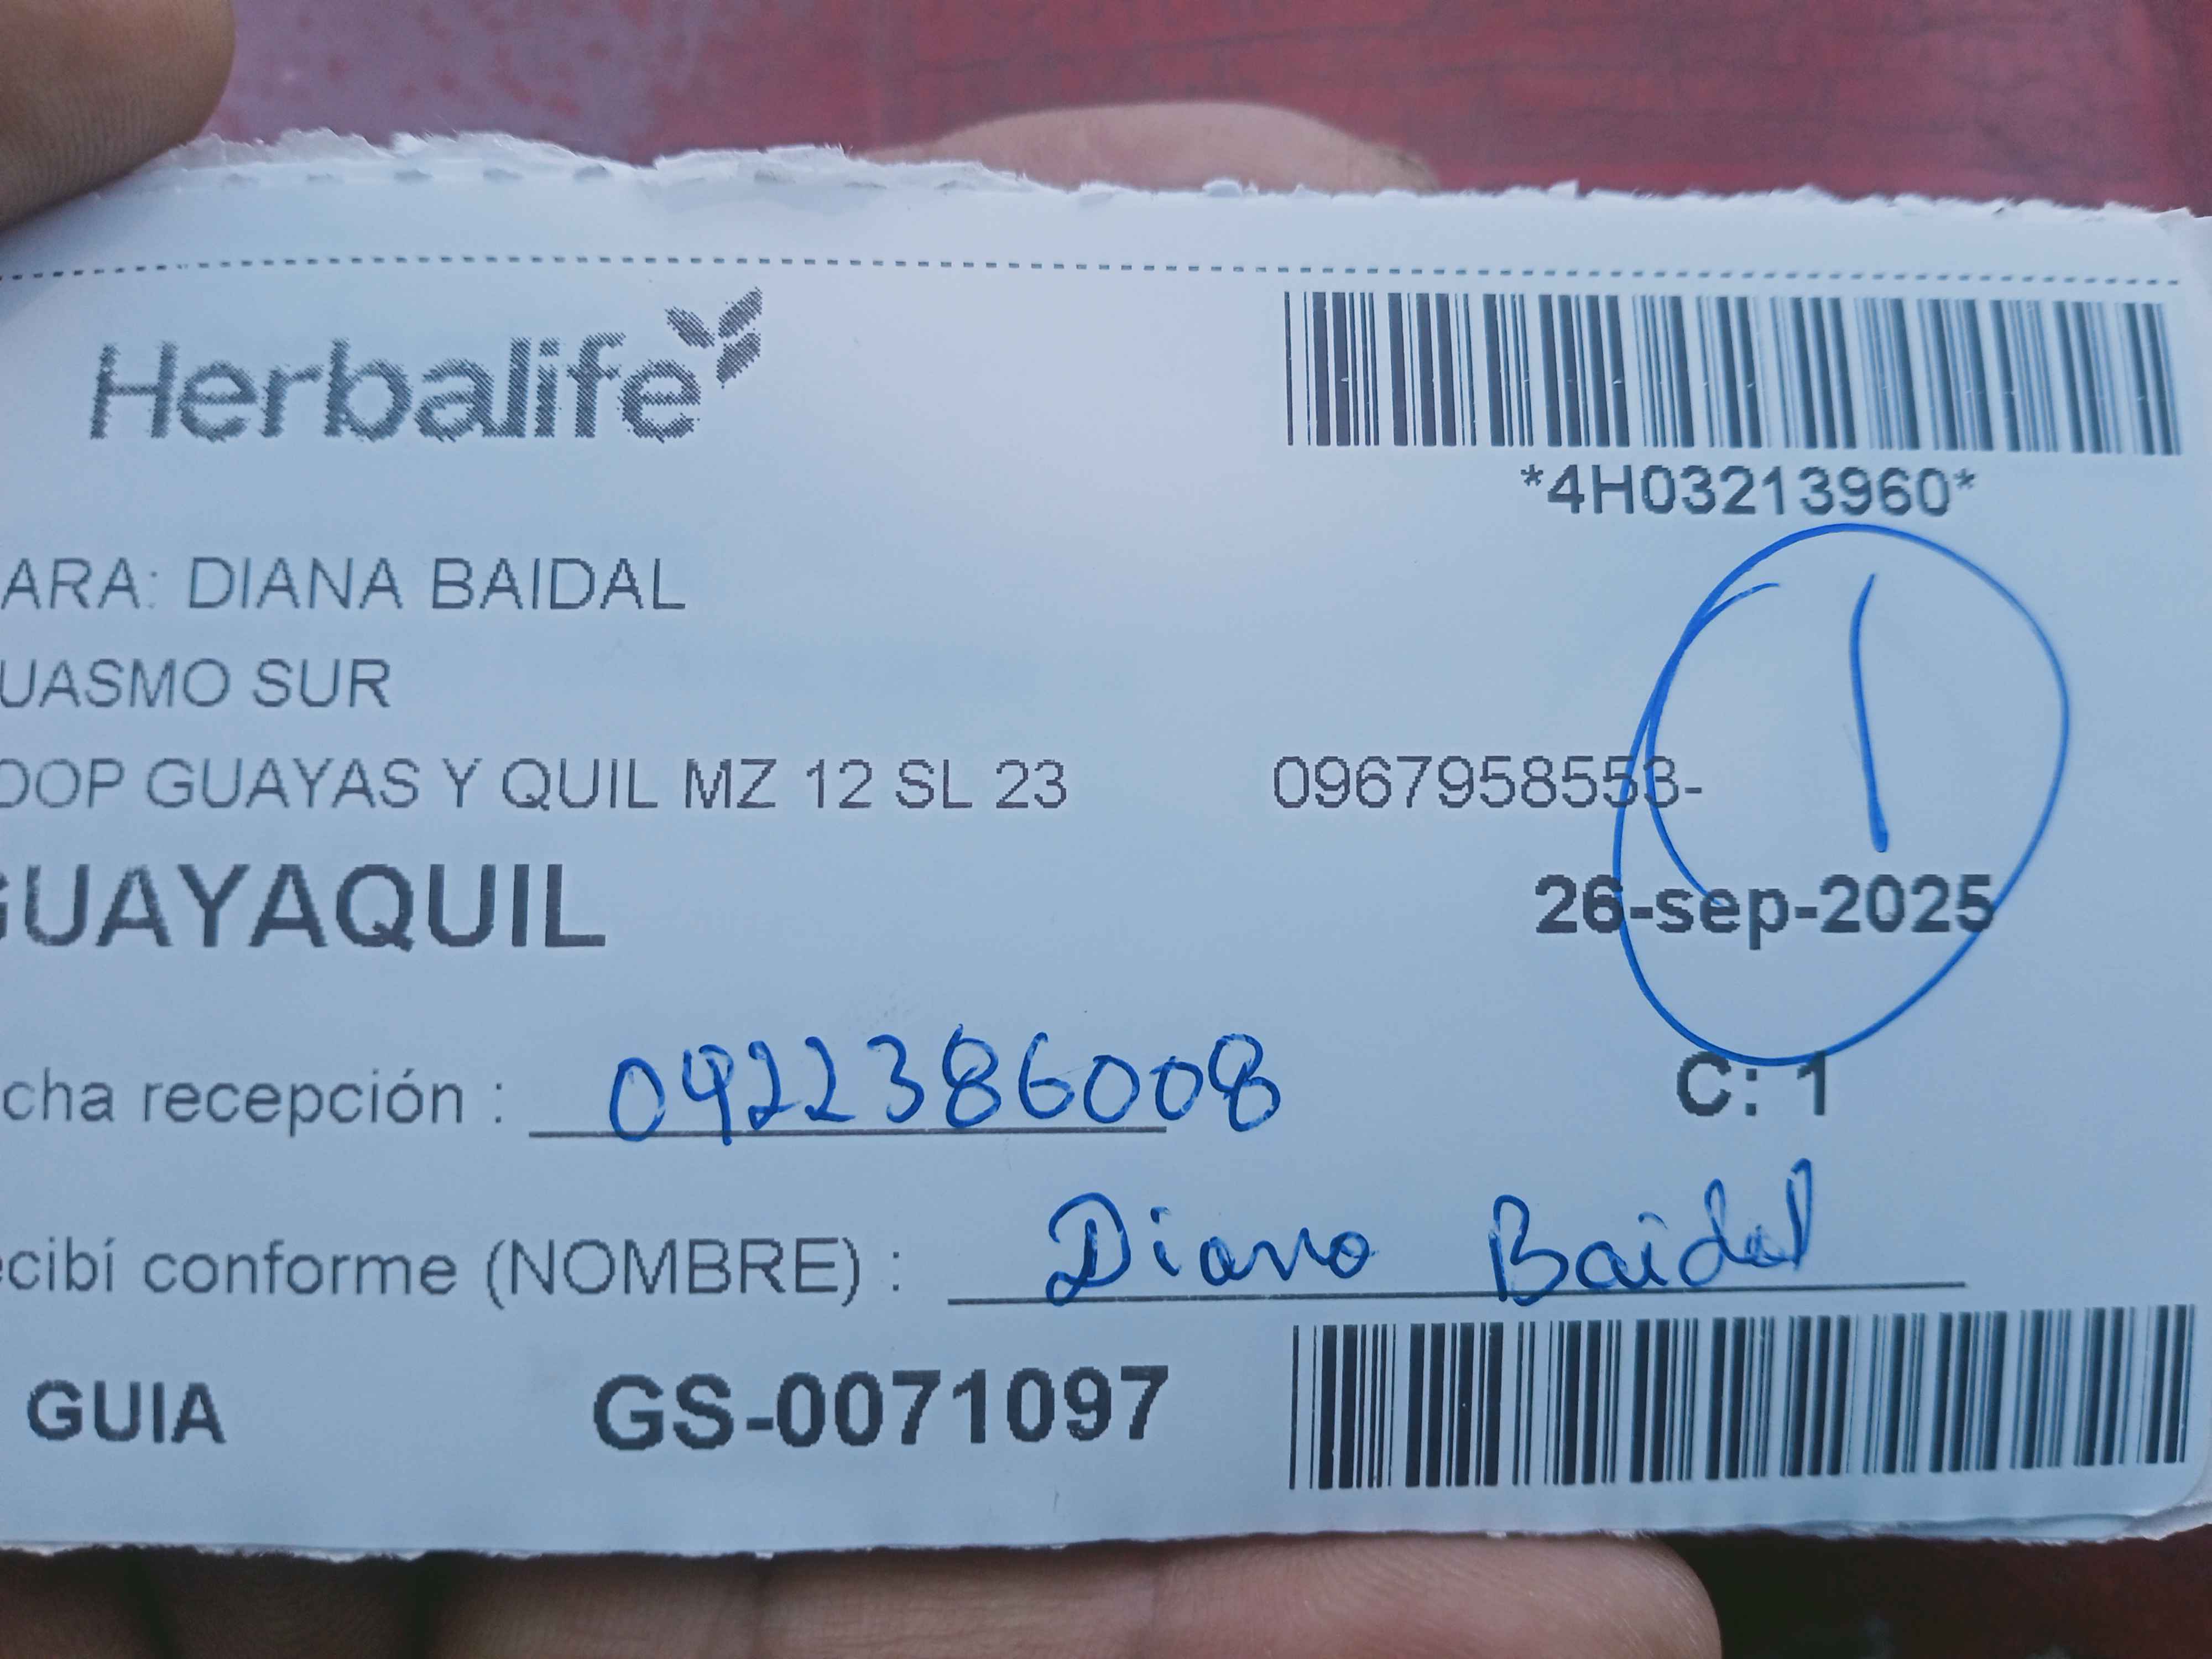 Herbalife
*4H03213960*
ARA: DIANA BAIDAL
UASMO SUR
OOP GUAYAS Y QUIL MZ 12 SL 23 0967958553-
1
GUAYAQUIL 26-sep-2025
cha recepción : 0922386008 C: 1
ecibí conforme (NOMBRE) : Diana Baidal
GUIA GS-0071097